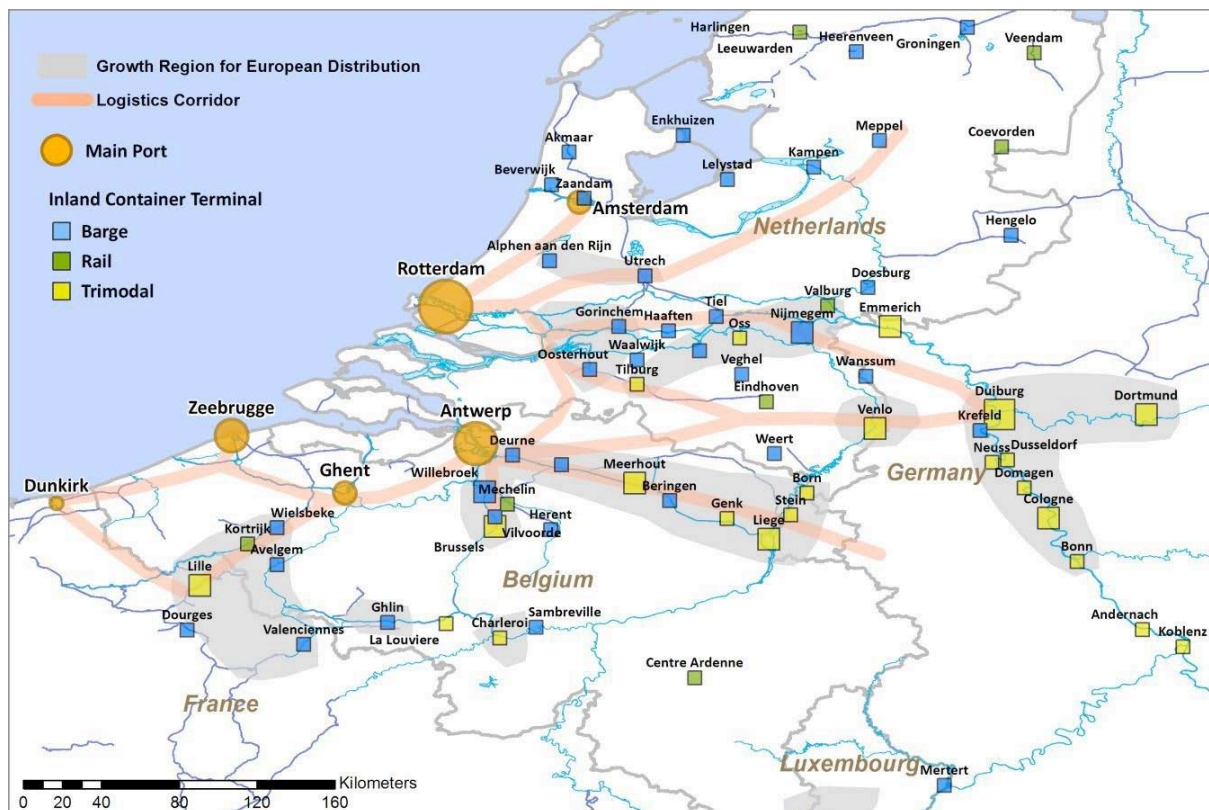 Growth Region for European Distribution
Logistics Corridor
Main Port
Inland Container Terminal
Barge
Rail
Trimodal
Harlingen
Leeuwarden
Heerenveen
Groningen
Veendam
Akmaar
Enkhuizen
Meppel
Coevorden
Beverwijk
Zaandam
Lelystad
Kampen
Amsterdam
Netherlands
Hengelo
Alphen aan den Rijn
Utrech
Rotterdam
Doesburg
Valburg
Emmerich
Gorinchem
Haaften
Tiel
Oss
Nijmegem
Oosterhout
Waalwijk
Tilburg
Veghel
Wanssum
Eindhoven
Duiburg
Dortmund
Zeebrugge
Antwerp
Venlo
Krefeld
Deurne
Weert
Neuss
Dusseldorf
Germany
Domagen
Dunkirk
Ghent
Willebroek
Mechelin
Meerhout
Beringen
Born
Cologne
Wielsbeke
Kortrijk
Avelgem
Herent
Vilvoorde
Genk
Stein
Liege
Brussels
Bonn
Lille
Belgium
Dourges
Valenciennes
Ghlin
La Louviere
Charleroi
Sambreville
Andernach
Koblenz
Centre Ardenne
France
Luxembourg
Mertert
Kilometers
0 20 40 80 120 160